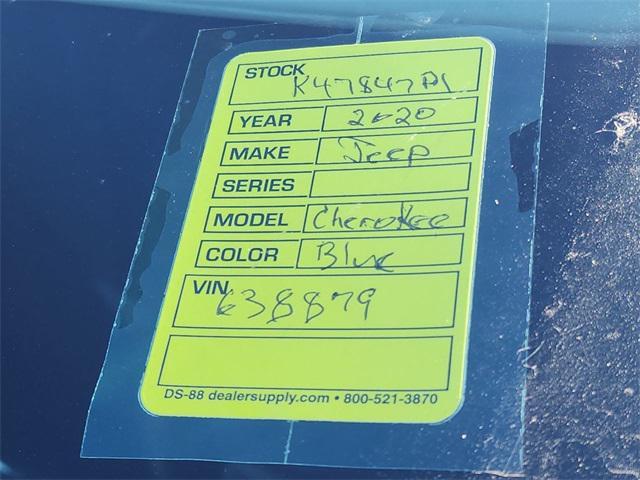 STOCK K47847A1
YEAR 2020
MAKE Jeep
SERIES
MODEL Cherokee
COLOR Blue
VIN 638879
DS-88 dealersupply.com • 800-521-3870